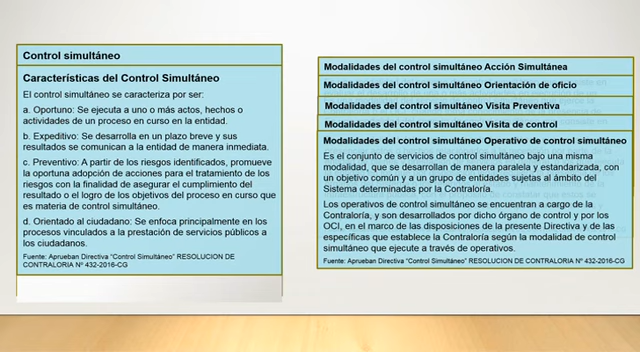 Control simultáneo
Características del Control Simultáneo
El control simultáneo se caracteriza por ser:
a. Oportuno: Se ejecuta a uno o más actos, hechos o
actividades de un proceso en curso en la entidad.
b. Expeditivo: Se desarrolla en un plazo breve y sus
resultados se comunican a la entidad de manera inmediata.
c. Preventivo: A partir de los riesgos identificados, promueve
la oportuna adopción de acciones para el tratamiento de los
riesgos con la finalidad de asegurar el cumplimiento del
resultado o el logro de los objetivos del proceso en curso que
es materia de control simultáneo.
d. Orientado al ciudadano: Se enfoca principalmente en los
procesos vinculados a la prestación de servicios públicos a
los ciudadanos.
Fuente: Aprueban Directiva "Control Simultáneo" RESOLUCION DE
CONTRALORIA Nº 432-2016-CG
Modalidades del control simultáneo Acción Simultánea
Modalidades del control simultáneo Orientación de oficio
Modalidades del control simultáneo Visita Preventiva
Modalidades del control simultáneo Visita de control
Modalidades del control simultáneo Operativo de control simultáneo
Es el conjunto de servicios de control simultáneo bajo una misma
modalidad, que se desarrollan de manera paralela y estandarizada, con
un objetivo común y a un grupo de entidades sujetas al ámbito del
Sistema determinadas por la Contraloría.
Los operativos de control simultáneo se encuentran a cargo de la
Contraloría, y son desarrollados por dicho órgano de control y por los
OCI, en el marco de las disposiciones de la presente Directiva y de las
específicas que establece la Contraloría según la modalidad de control
simultáneo que ejecute a través de operativos.
Fuente: Aprueban Directiva "Control Simultáneo" RESOLUCION DE CONTRALORIA Nº 432-2016-CG